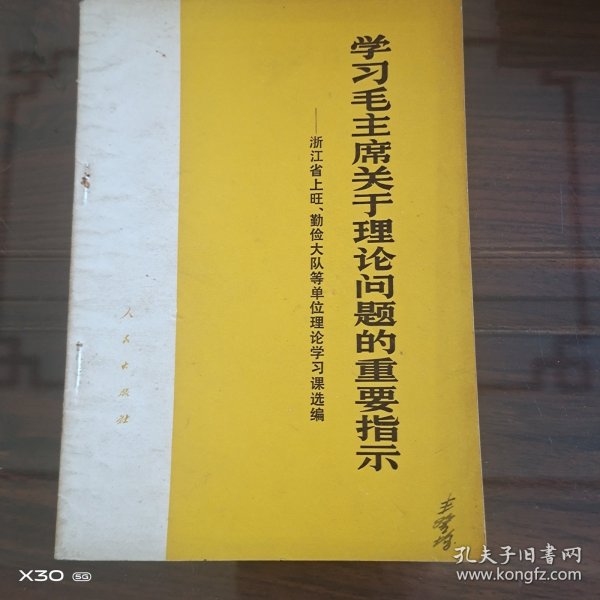 学习毛主席关于理论问题的重要指示
——浙江省上旺、勤俭大队等单位理论学习课选编
人民出版社
X30 5G
孔夫子旧书网
www.kongfz.com